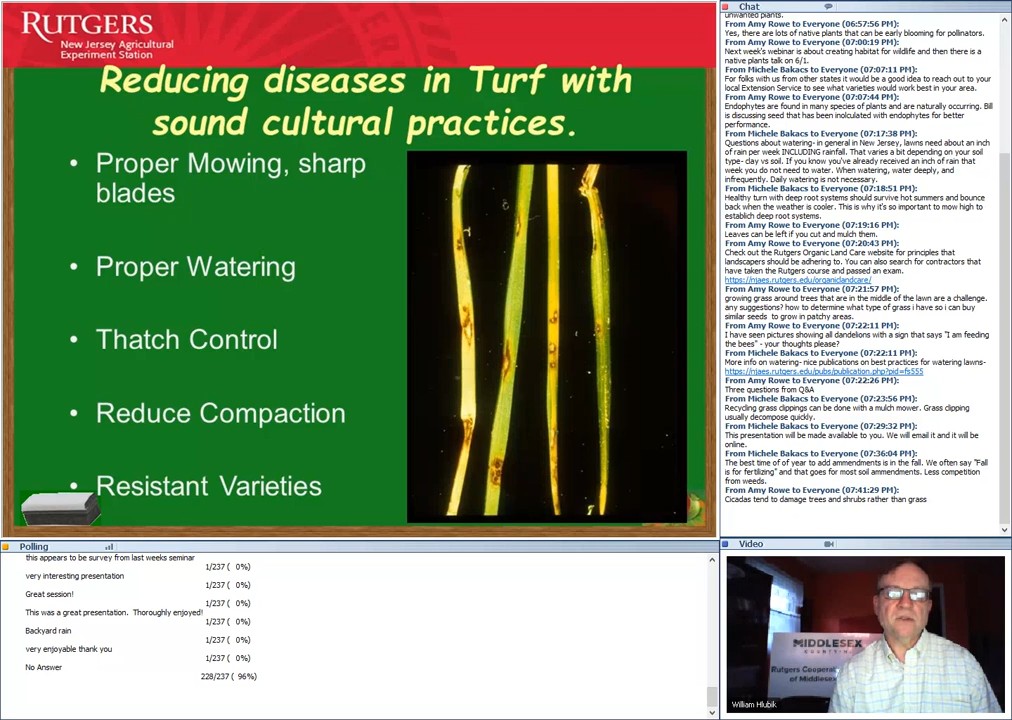 RUTGERS
New Jersey Agricultural
Experiment Station
Reducing diseases in Turf with
sound cultural practices.
• Proper Mowing, sharp
blades
• Proper Watering
• Thatch Control
• Reduce Compaction
• Resistant Varieties
Chat
unwanted plants.
From Amy Rowe to Everyone (06:57:56 PM):
Yes, there are lots of native plants that can be early blooming for pollinators.
From Amy Rowe to Everyone (07:00:19 PM):
Next week's webinar is about creating habitat for wildlife and then there is a
native plants talk on 6/1.
From Michele Bakacs to Everyone (07:07:11 PM):
For folks with us from other states it would be a good idea to reach out to your
local Extension Service to see what varieties would work best in your area.
From Amy Rowe to Everyone (07:07:44 PM):
Endophytes are found in many species of plants and are naturally occurring. Bill
is discussing seed that has been inolculated with endophytes for better
performance.
From Michele Bakacs to Everyone (07:17:38 PM):
Questions about watering- in general in New Jersey, lawns need about an inch
of rain per week INCLUDING rainfall. That varies a bit depending on your soil
type- clay vs soil. If you know you've already received an inch of rain that
week you do not need to water. When watering, water deeply, and
infrequently. Daily watering is not necessary.
From Michele Bakacs to Everyone (07:18:51 PM):
Healthy turn with deep root systems should survive hot summers and bounce
back when the weather is cooler. This is why it's so important to mow high to
establich deep root systems.
From Amy Rowe to Everyone (07:19:16 PM):
Leaves can be left if you cut and mulch them.
From Amy Rowe to Everyone (07:20:43 PM):
Check out the Rutgers Organic Land Care website for principles that
landscapers should be adhering to. You can also search for contractors that
have taken the Rutgers course and passed an exam.
https://njaes.rutgers.edu/organiclandcare/
From Amy Rowe to Everyone (07:21:57 PM):
growing grass around trees that are in the middle of the lawn are a challenge.
any suggestions? how to determine what type of grass i have so i can buy
similar seeds to grow in patchy areas.
From Amy Rowe to Everyone (07:22:11 PM):
I have seen pictures showing all dandelions with a sign that says "I am feeding
the bees" - your thoughts please?
From Michele Bakacs to Everyone (07:22:11 PM):
More info on watering- nice publications on best practices for watering lawns-
https://njaes.rutgers.edu/pubs/publication.php?pid=fs555
From Amy Rowe to Everyone (07:22:26 PM):
Three questions from Q&A
From Michele Bakacs to Everyone (07:23:56 PM):
Recycling grass clippings can be done with a mulch mower. Grass clipping
usually decompose quickly.
From Michele Bakacs to Everyone (07:29:32 PM):
This presentation will be made available to you. We will email it and it will be
online.
From Michele Bakacs to Everyone (07:36:04 PM):
The best time of of year to add ammendments is in the fall. We often say "Fall
is for fertilizing" and that goes for most soil ammendments. Less competition
from weeds.
From Amy Rowe to Everyone (07:41:29 PM):
Cicadas tend to damage trees and shrubs rather than grass
Polling
this appears to be survey from last weeks seminar
1/237 ( 0%)
very interesting presentation
1/237 ( 0%)
Great session!
1/237 ( 0%)
This was a great presentation. Thoroughly enjoyed!
1/237 ( 0%)
Backyard rain
1/237 ( 0%)
very enjoyable thank you
1/237 ( 0%)
No Answer
228/237 ( 96%)
Video
MIDDLESEX
Rutgers Coopera
of Middlesex
William Hlubik